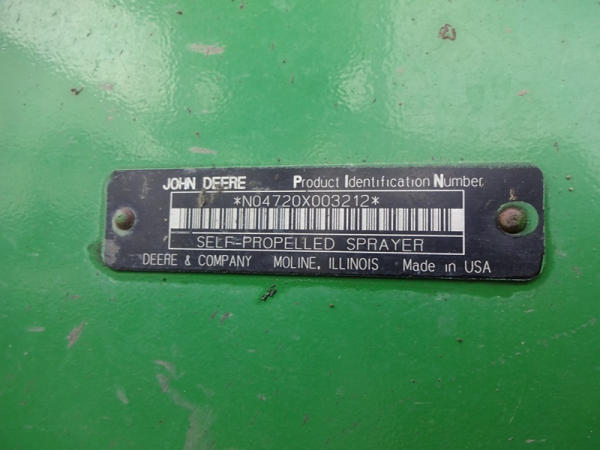 JOHN DEERE Product Identification Number
*N04720X003212*
SELF-PROPELLED SPRAYER
DEERE & COMPANY MOLINE, ILLINOIS Made in USA